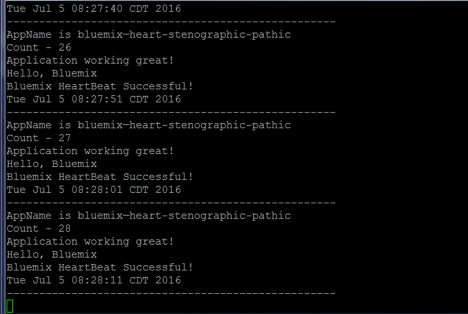 Tue Jul 5 08:27:40 CDT 2016
---------------------------------------------------
AppName is bluemix—heart-stenographic-pathic
Count - 26
Application working great!
Hello, Bluemix
Bluemix HeartBeat Successful!
Tue Jul 5 08:27:51 CDT 2016
---------------------------------------------------
AppName is bluemix—heart-stenographic-pathic
Count - 27
Application working great!
Hello, Bluemix
Bluemix HeartBeat Successful!
Tue Jul 5 08:28:01 CDT 2016
---------------------------------------------------
AppName is bluemix—heart-stenographic-pathic
Count - 28
Application working great!
Hello, Bluemix
Bluemix HeartBeat Successful!
Tue Jul 5 08:28:11 CDT 2016
---------------------------------------------------